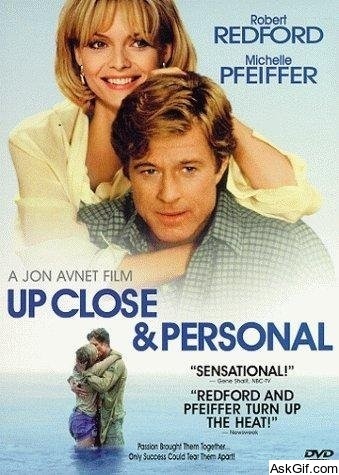 Robert
REDFORD
Michelle
PFEIFFER
A JON AVNET FILM
UP CLOSE
& PERSONAL
"SENSATIONAL!"
— Gene Shalit, NBC-TV
"REDFORD AND
PFEIFFER TURN UP
THE HEAT!"
— Newsweek
Passion Brought Them Together...
Only Success Could Tear Them Apart!
DVD
AskGif.com